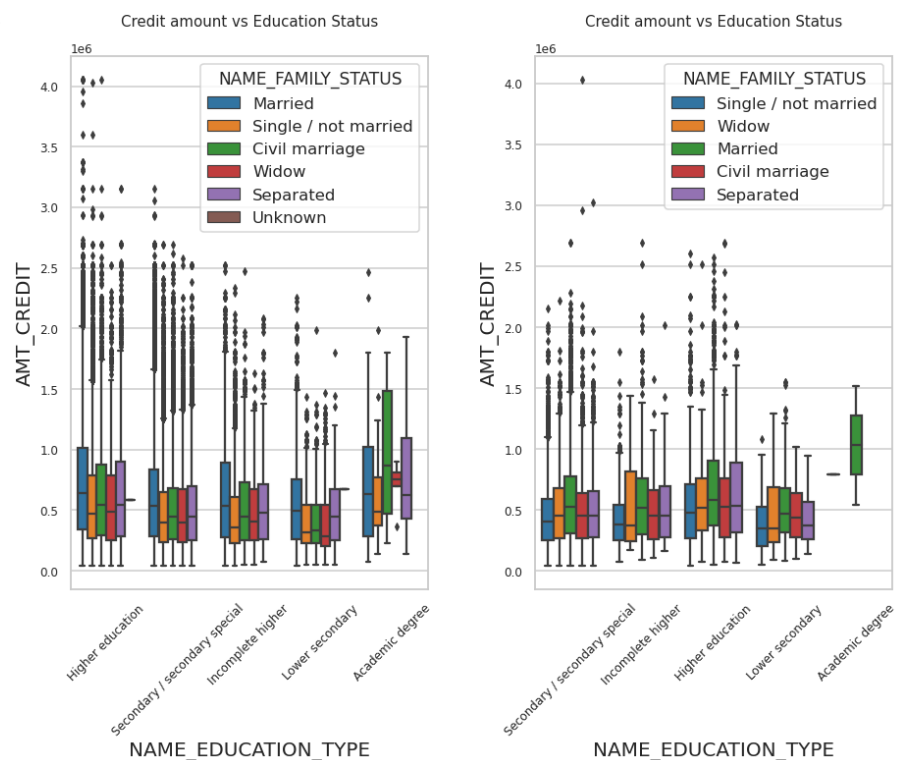 Credit amount vs Education Status
1e6
NAME_FAMILY_STATUS
Married
Single / not married
Civil marriage
Widow
Separated
Unknown
4.0
3.5
3.0
2.5
2.0
1.5
1.0
0.5
0.0
AMT_CREDIT
Higher education
Secondary / secondary special
Incomplete higher
Lower secondary
Academic degree
NAME_EDUCATION_TYPE
Credit amount vs Education Status
1e6
NAME_FAMILY_STATUS
Single / not married
Widow
Married
Civil marriage
Separated
4.0
3.5
3.0
2.5
2.0
1.5
1.0
0.5
0.0
AMT_CREDIT
Secondary / secondary special
Incomplete higher
Higher education
Lower secondary
Academic degree
NAME_EDUCATION_TYPE